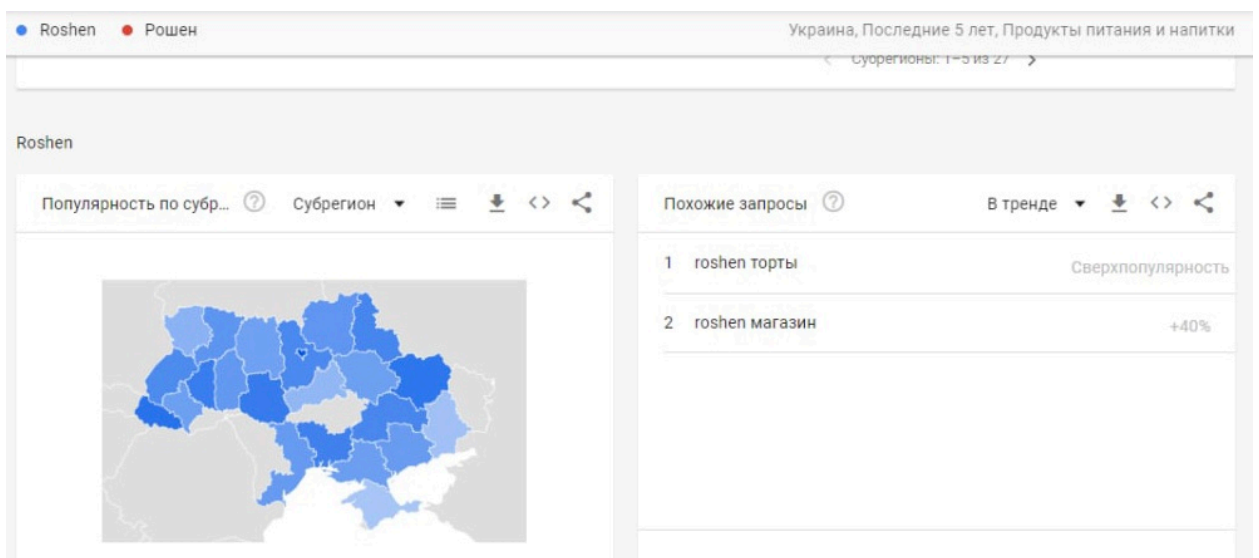 Roshen Рошен Украина, Последние 5 лет, Продукты питания и напитки
Субрегионы: 1–5 из 27
Roshen
Популярность по субр... Субрегион
Похожие запросы В тренде
1 roshen торты Сверхпопулярность
2 roshen магазин +40%